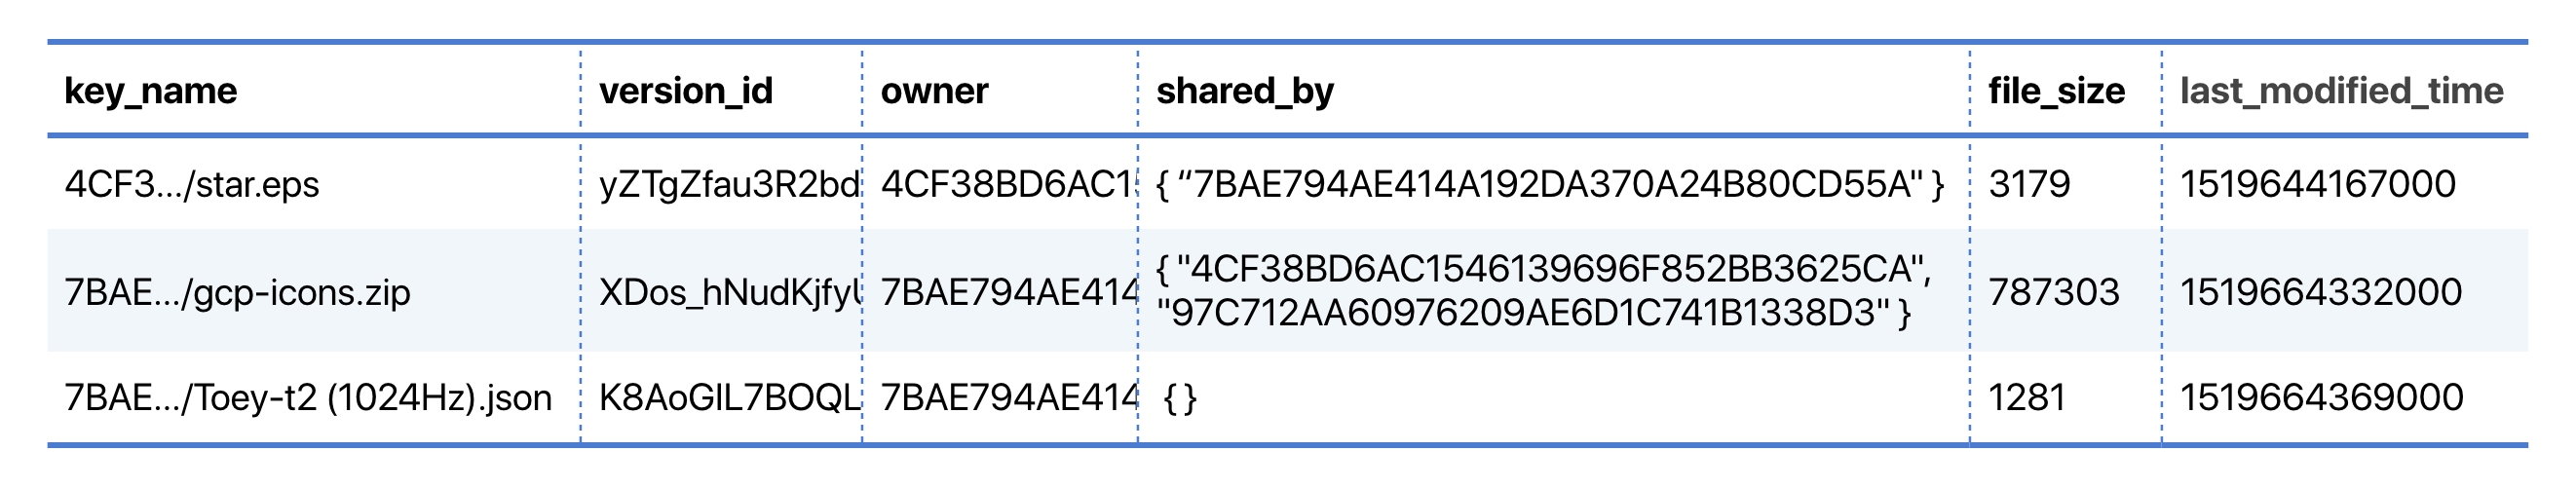 key_name version_id owner shared_by file_size last_modified_time
4CF3.../star.eps yZTgZfau3R2bd 4CF38BD6AC1 { “7BAE794AE414A192DA370A24B80CD55A" } 3179 1519644167000
{ "4CF38BD6AC1546139696F852BB3625CA",
7BAE.../gcp-icons.zip XDos_hNudKjfy 7BAE794AE414 787303 1519664332000
"97C712AA60976209AE6D1C741B1338D3" }
7BAE.../Toey-t2 (1024Hz).json K8AoGIL7BOQL 7BAE794AE414 { } 1281 1519664369000